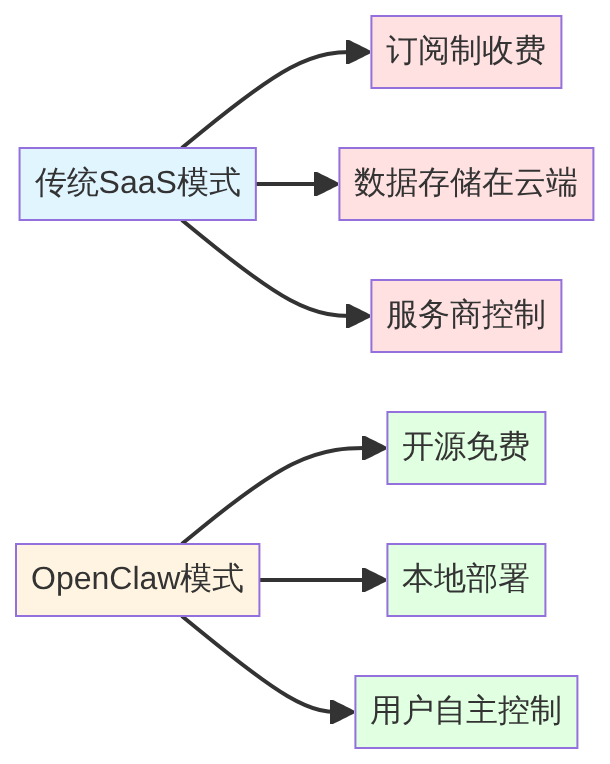 传统SaaS模式
订阅制收费
数据存储在云端
服务商控制
OpenClaw模式
开源免费
本地部署
用户自主控制